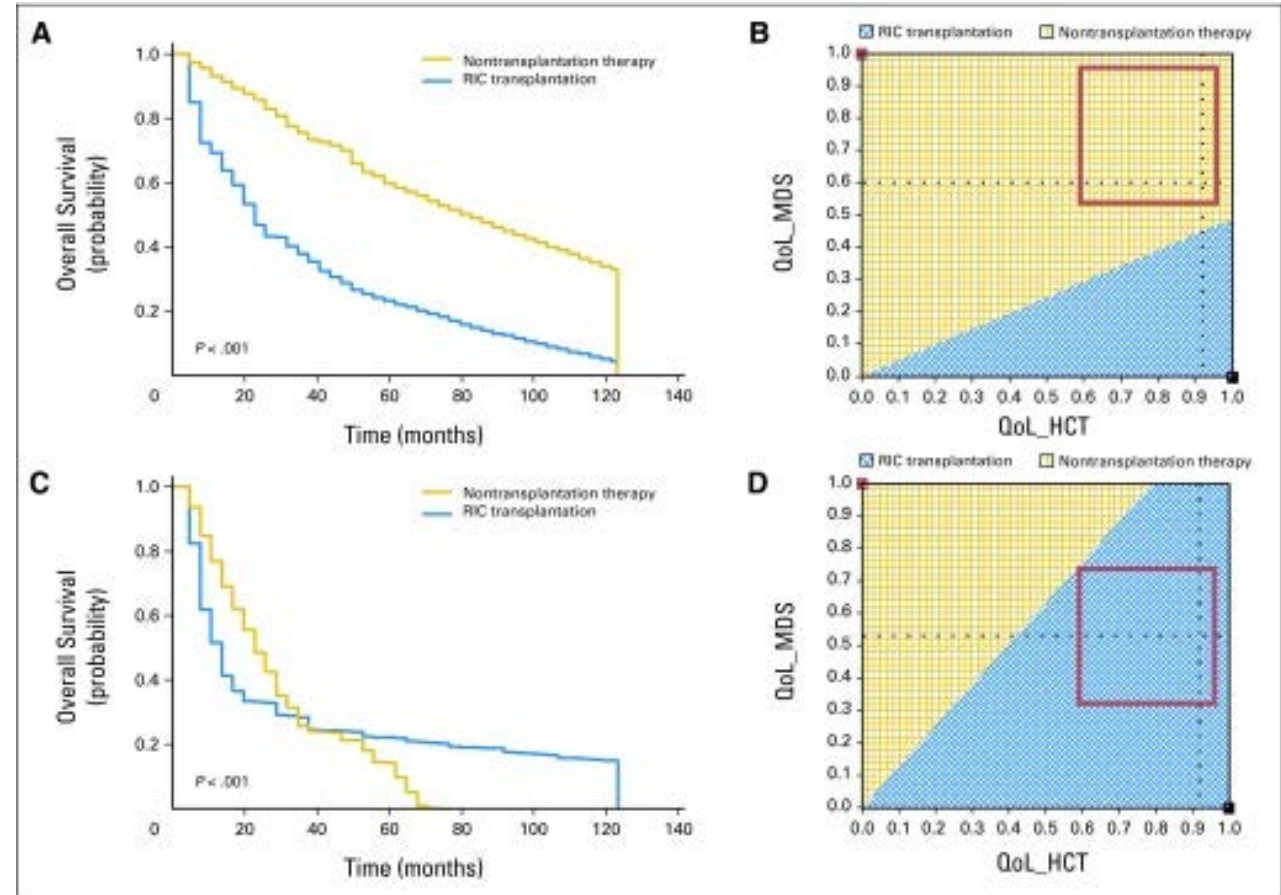 A
1.0
0.8
0.6
0.4
0.2
0 20 40 60 80 100 120 140
Overall Survival
(probability)
Time (months)
Nontransplantation therapy
RIC transplantation
P < .001
B
RIC transplantation Nontransplantation therapy
1.0
0.9
0.8
0.7
0.6
0.5
0.4
0.3
0.2
0.1
0.0
0.0 0.1 0.2 0.3 0.4 0.5 0.6 0.7 0.8 0.9 1.0
QoL_MDS
QoL_HCT
C
1.0
0.8
0.6
0.4
0.2
0 20 40 60 80 100 120 140
Overall Survival
(probability)
Time (months)
Nontransplantation therapy
RIC transplantation
P < .001
D
RIC transplantation Nontransplantation therapy
1.0
0.9
0.8
0.7
0.6
0.5
0.4
0.3
0.2
0.1
0.0
0.0 0.1 0.2 0.3 0.4 0.5 0.6 0.7 0.8 0.9 1.0
QoL_MDS
QoL_HCT